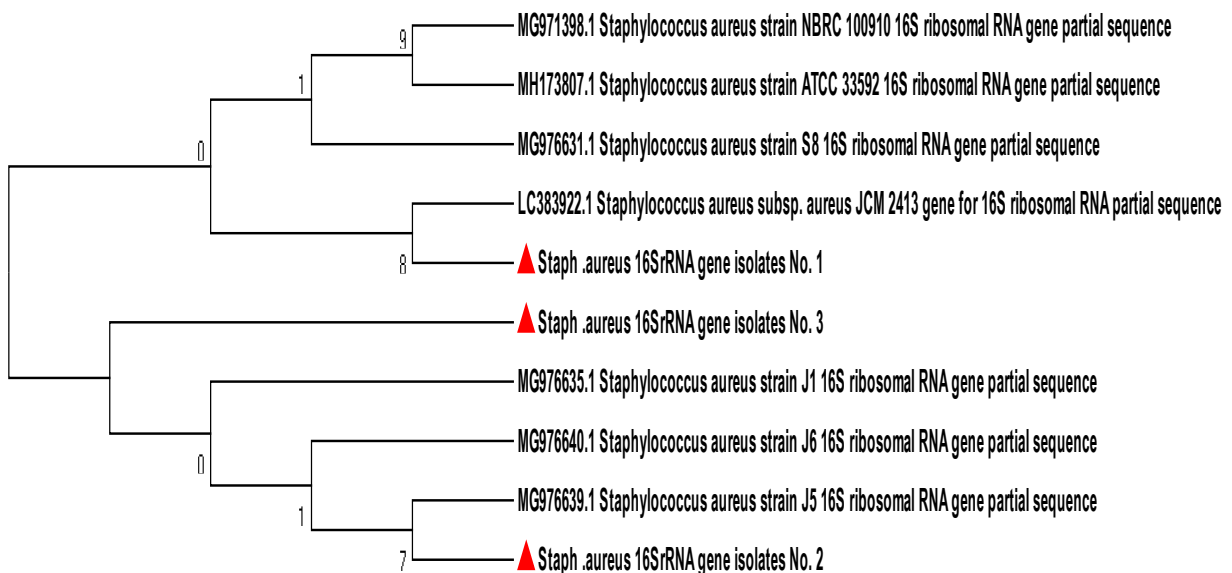 MG971398.1 Staphylococcus aureus strain NBRC 100910 16S ribosomal RNA gene partial sequence
9
MH173807.1 Staphylococcus aureus strain ATCC 33592 16S ribosomal RNA gene partial sequence
1
MG976631.1 Staphylococcus aureus strain S8 16S ribosomal RNA gene partial sequence
0
LC383922.1 Staphylococcus aureus subsp. aureus JCM 2413 gene for 16S ribosomal RNA partial sequence
8
Staph .aureus 16SrRNA gene isolates No. 1
Staph .aureus 16SrRNA gene isolates No. 3
MG976635.1 Staphylococcus aureus strain J1 16S ribosomal RNA gene partial sequence
0
MG976640.1 Staphylococcus aureus strain J6 16S ribosomal RNA gene partial sequence
1
MG976639.1 Staphylococcus aureus strain J5 16S ribosomal RNA gene partial sequence
7
Staph .aureus 16SrRNA gene isolates No. 2